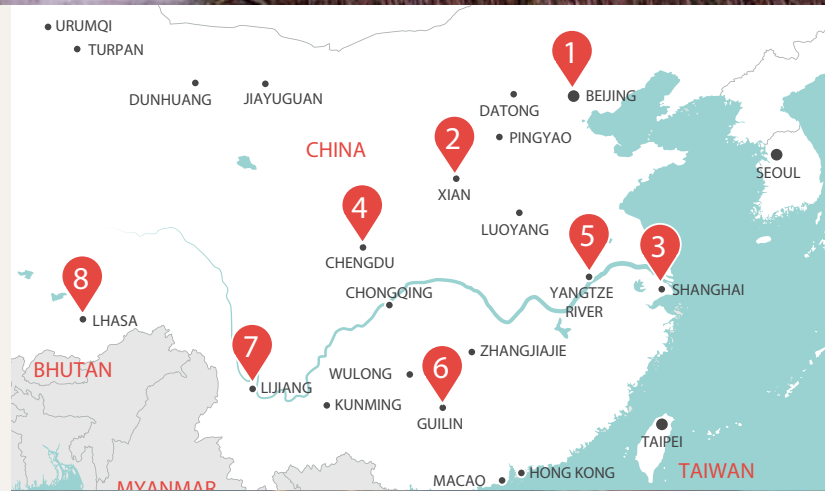 URUMQI
TURPAN
1
DUNHUANG
JIAYUGUAN
DATONG
BEIJING
2
PINGYAO
CHINA
SEOUL
XIAN
4
LUOYANG
5
3
CHENGDU
8
CHONGQING
YANGTZE
RIVER
SHANGHAI
LHASA
7
ZHANGJIAJIE
BHUTAN
WULONG
6
LIJIANG
KUNMING
GUILIN
TAIPEI
TAIWAN
HONG KONG
MACAO
MYANMAR